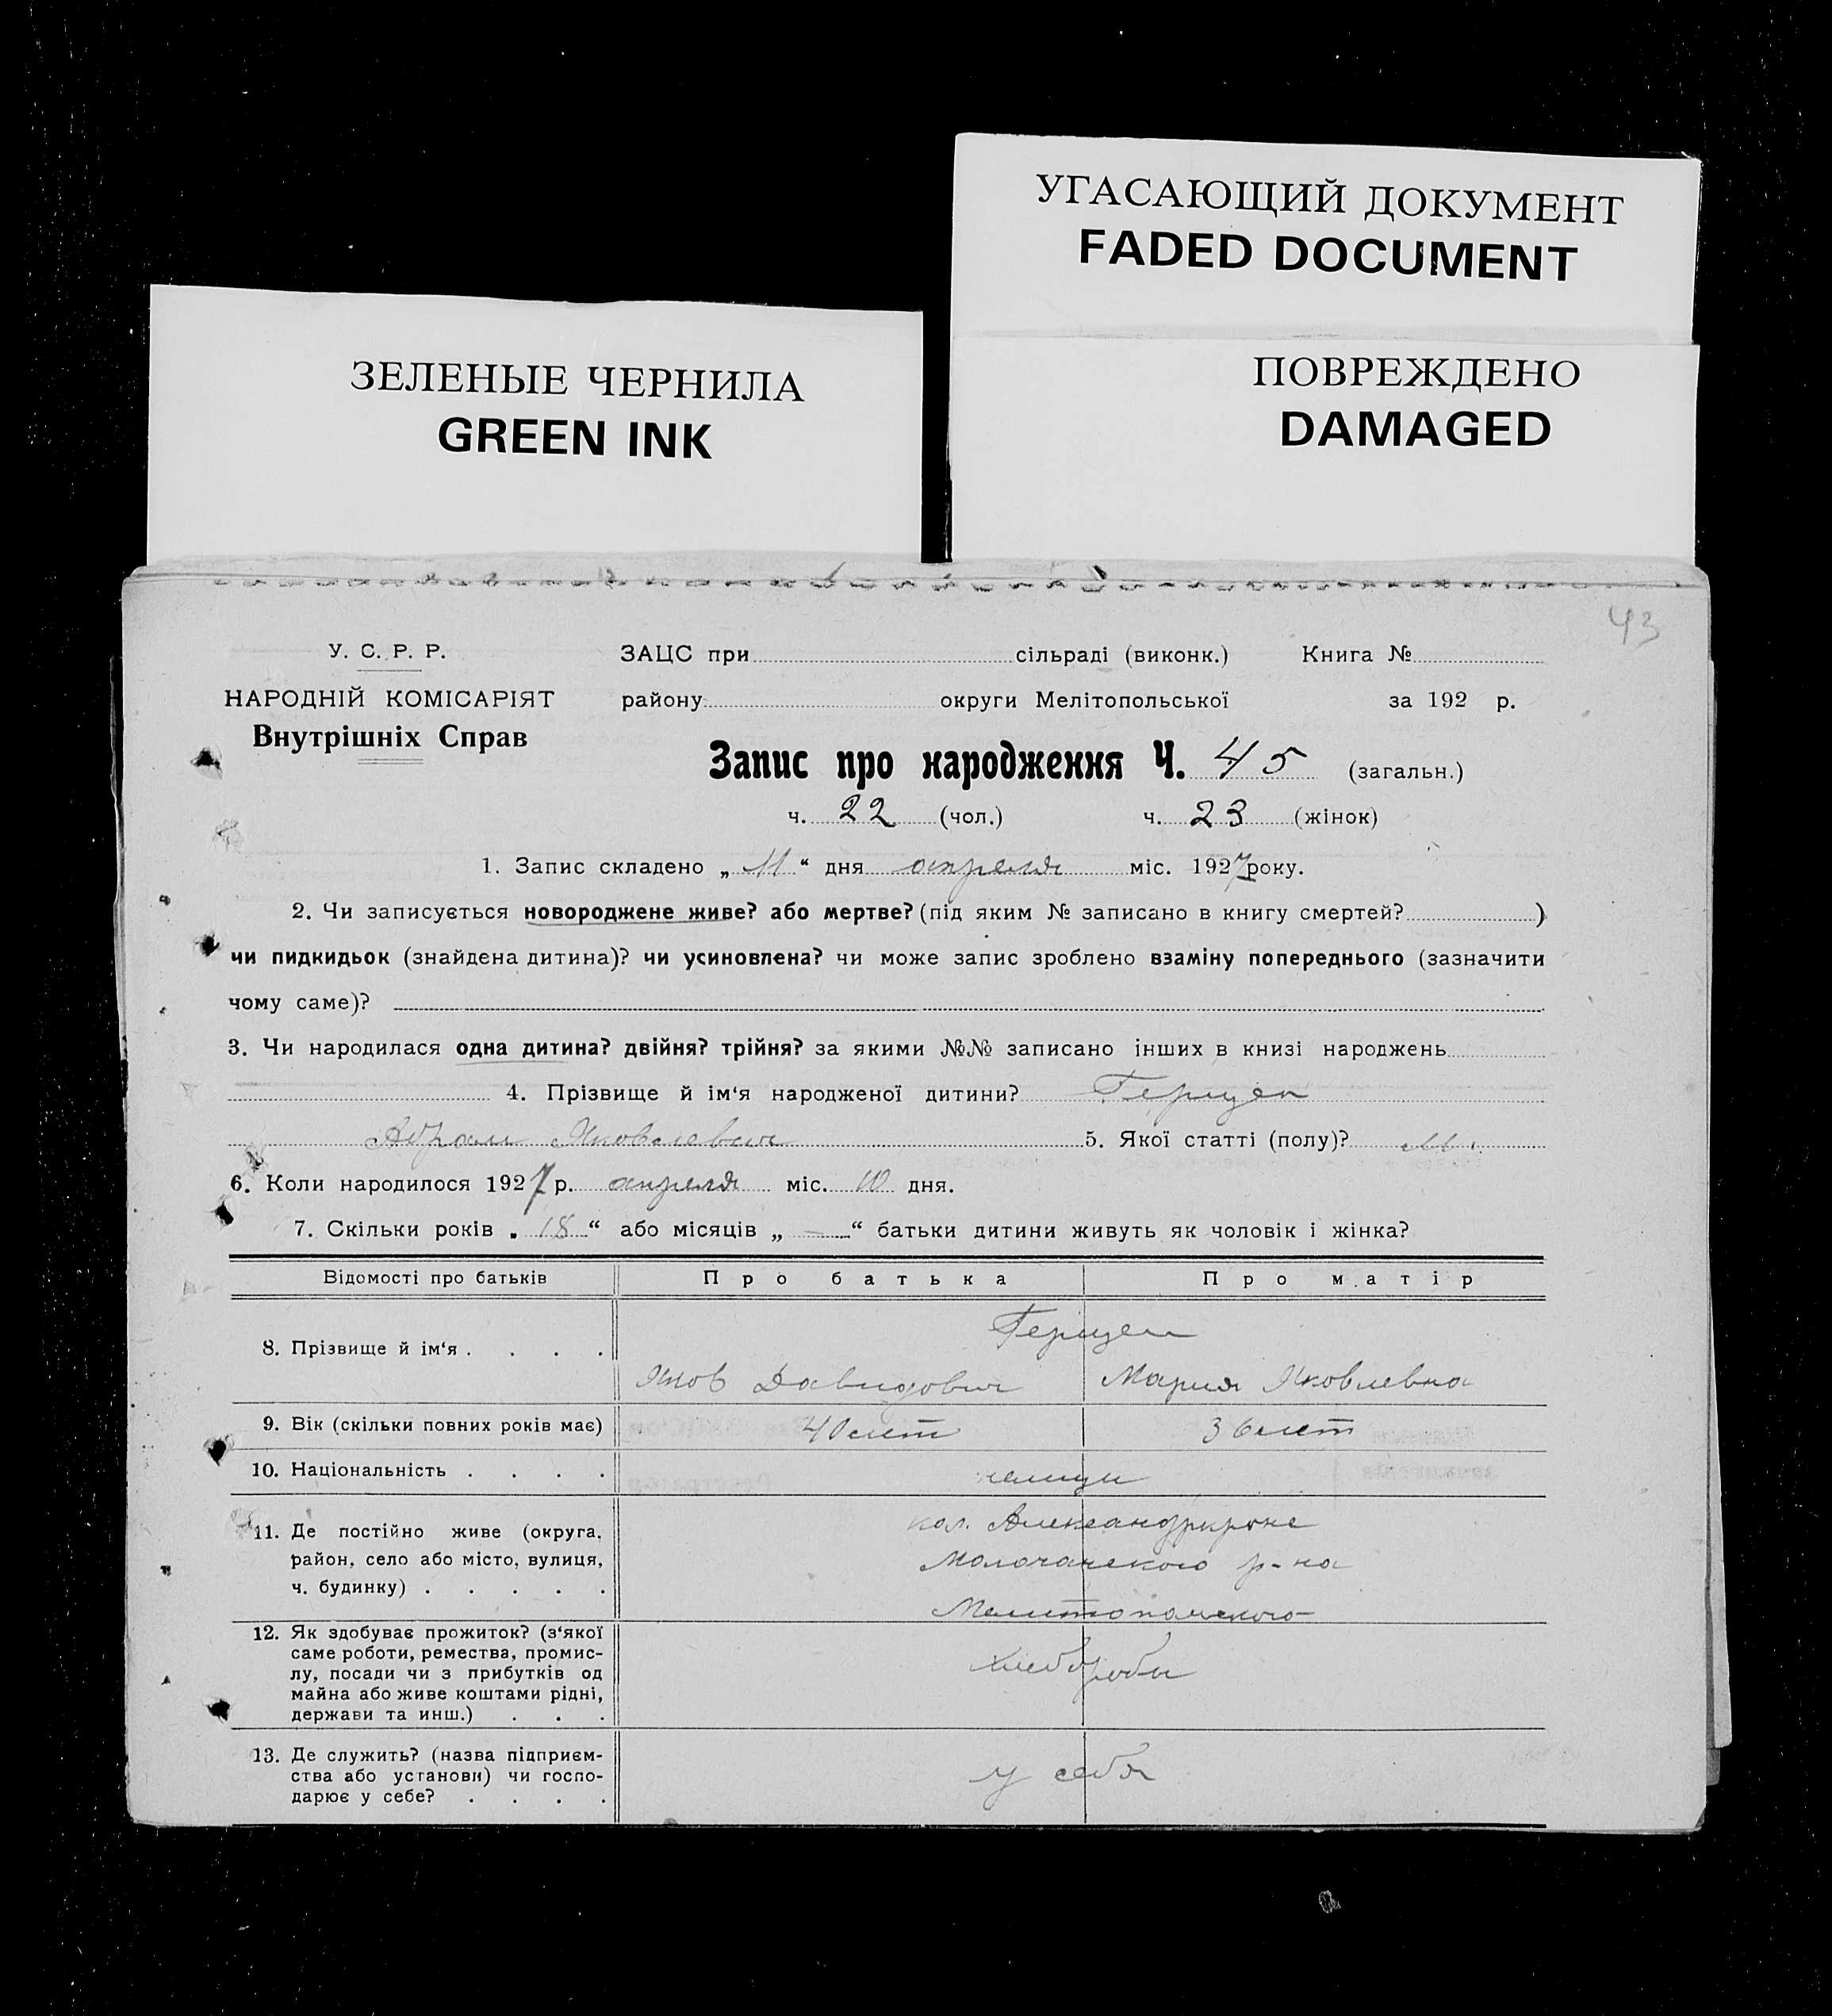 УГАСАЮЩИЙ ДОКУМЕНТ
FADED DOCUMENT
ЗЕЛЕНЫЕ ЧЕРНИЛА
GREEN INK
ПОВРЕЖДЕНО
DAMAGED
43
У. С. Р. Р.
НАРОДНІЙ КОМІСАРІЯТ
Внутрішніх Справ
ЗАЦС при сільраді (виконк.) Книга №
району округи Мелітопольської за 192 р.
Запис про народження Ч. 45 (загальн.)
ч. 22 (чол.) ч. 23 (жінок)
1. Запис складено „ 11 “ дня апреля міс. 1927 року.
2. Чи записується новороджене живе? або мертве? (під яким № записано в книгу смертей? )
чи пидкидьок (знайдена дитина)? чи усиновлена? чи може запис зроблено взаміну попереднього (зазначити
чому саме)?
3. Чи народилася одна дитина? двійня? трійня? за якими №№ записано інших в книзі народжень
4. Прізвище й ім‘я народженої дитини? Герцен
Абрам Яковлевич 5. Якої статті (полу)? м.
6. Коли народилося 1927 р. апреля міс. 10 дня.
7. Скільки років „ 18 “ або місяців „ — “ батьки дитини живуть як чоловік і жінка?
Відомості про батьків Про батька Про матір
8. Прізвище й ім‘я . . . . Герцен
Яков Давидович Мария Яковлевна
9. Вік (скільки повних років має) 40 лет 36 лет
10. Національність . . . . немцы
11. Де постійно живе (округа, район, село або місто, вулиця, ч. будинку) . . . . .
кол. Александркроне
Молочанского р-на
Мелитопольского
12. Як здобуває прожиток? (з‘якої
саме роботи, ремества, промис-
лу, посади чи з прибутків од
майна або живе коштами рідні,
держави та инш.) . . .
хлеборобы
13. Де служить? (назва підприєм-
ства або установи) чи госпо-
дарює у себе? . . . .
у себя